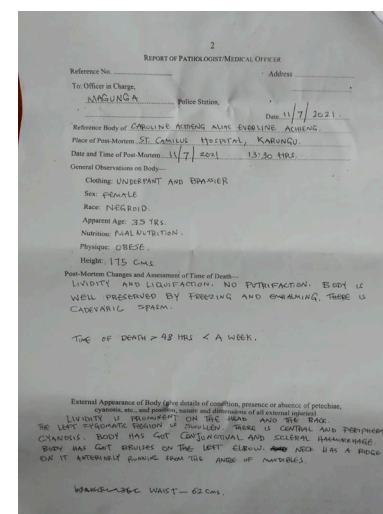 2
REPORT OF PATHOLOGIST/MEDICAL OFFICER
Reference No. Address
To: Officer in Charge,
MAGUNGA Police Station,
Date 11/7/2021.
Reference Body of CAROLINE ACHIENG ALIAS EVERLINE ACHIENG.
Place of Post-Mortem ST. CAMILUS HOSPITAL, KARUNGU.
Date and Time of Post-Mortem 11/7/2021 13:30 HRS.
General Observations on Body—
Clothing: UNDERPANT AND BRASSIER
Sex: FEMALE
Race: NEGROID.
Apparent Age: 35 YRS.
Nutrition: MALNUTRITION.
Physique: OBESE.
Height: 175 CMS
Post-Mortem Changes and Assessment of Time of Death—
LIVIDITY AND LIQUIFACTION. NO PUTRIFACTION. BODY IS
WELL PRESERVED BY FREEZING AND EMBALMING, THERE IS
CADEVARIC SPASM.
TIME OF DEATH > 48 HRS < A WEEK.
External Appearance of Body (give details of condition, presence or absence of petechiae,
cyanosis, etc., and position, nature and dimensions of all external injuries)
LIVIDITY IS PROMINENT ON THE HEAD AND THE BACK.
THE LEFT ZYGOMATIC REGION IS SWOLLEN. THERE IS CENTRAL AND PERIPHERA
CYANOSIS. BODY HAS GOT CONJUNCTIVAL AND SCLERAL HAEMORRHAGE.
BODY HAS GOT BRUISES ON THE LEFT ELBOW. NECK HAS A RIDGE
ON IT ANTERIORLY RUNNING FROM THE ANGLE OF MANDIBLES.
WAIST – 62 CMS.